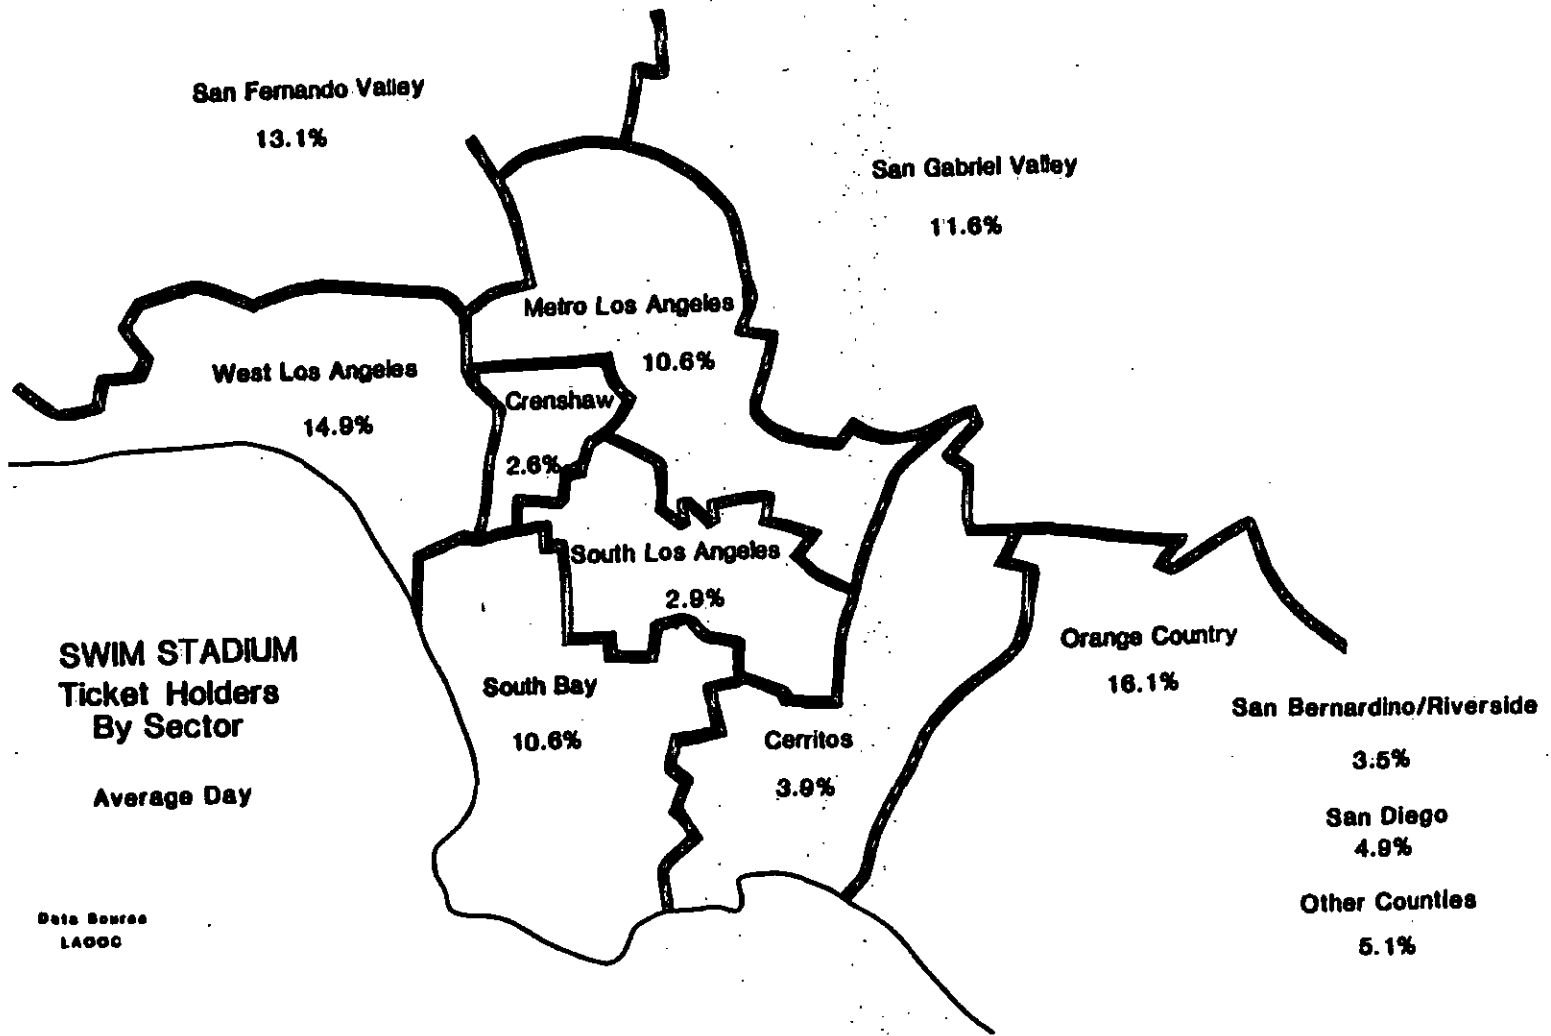 San Fernando Valley
13.1%
San Gabriel Valley
11.6%
Metro Los Angeles
10.6%
West Los Angeles
14.9%
Crenshaw
2.6%
South Los Angeles
2.9%
SWIM STADIUM
Ticket Holders
By Sector
Average Day
South Bay
10.6%
Cerritos
3.9%
Orange Country
16.1%
San Bernardino/Riverside
3.5%
San Diego
4.9%
Other Counties
5.1%
Data Source
LAOOC